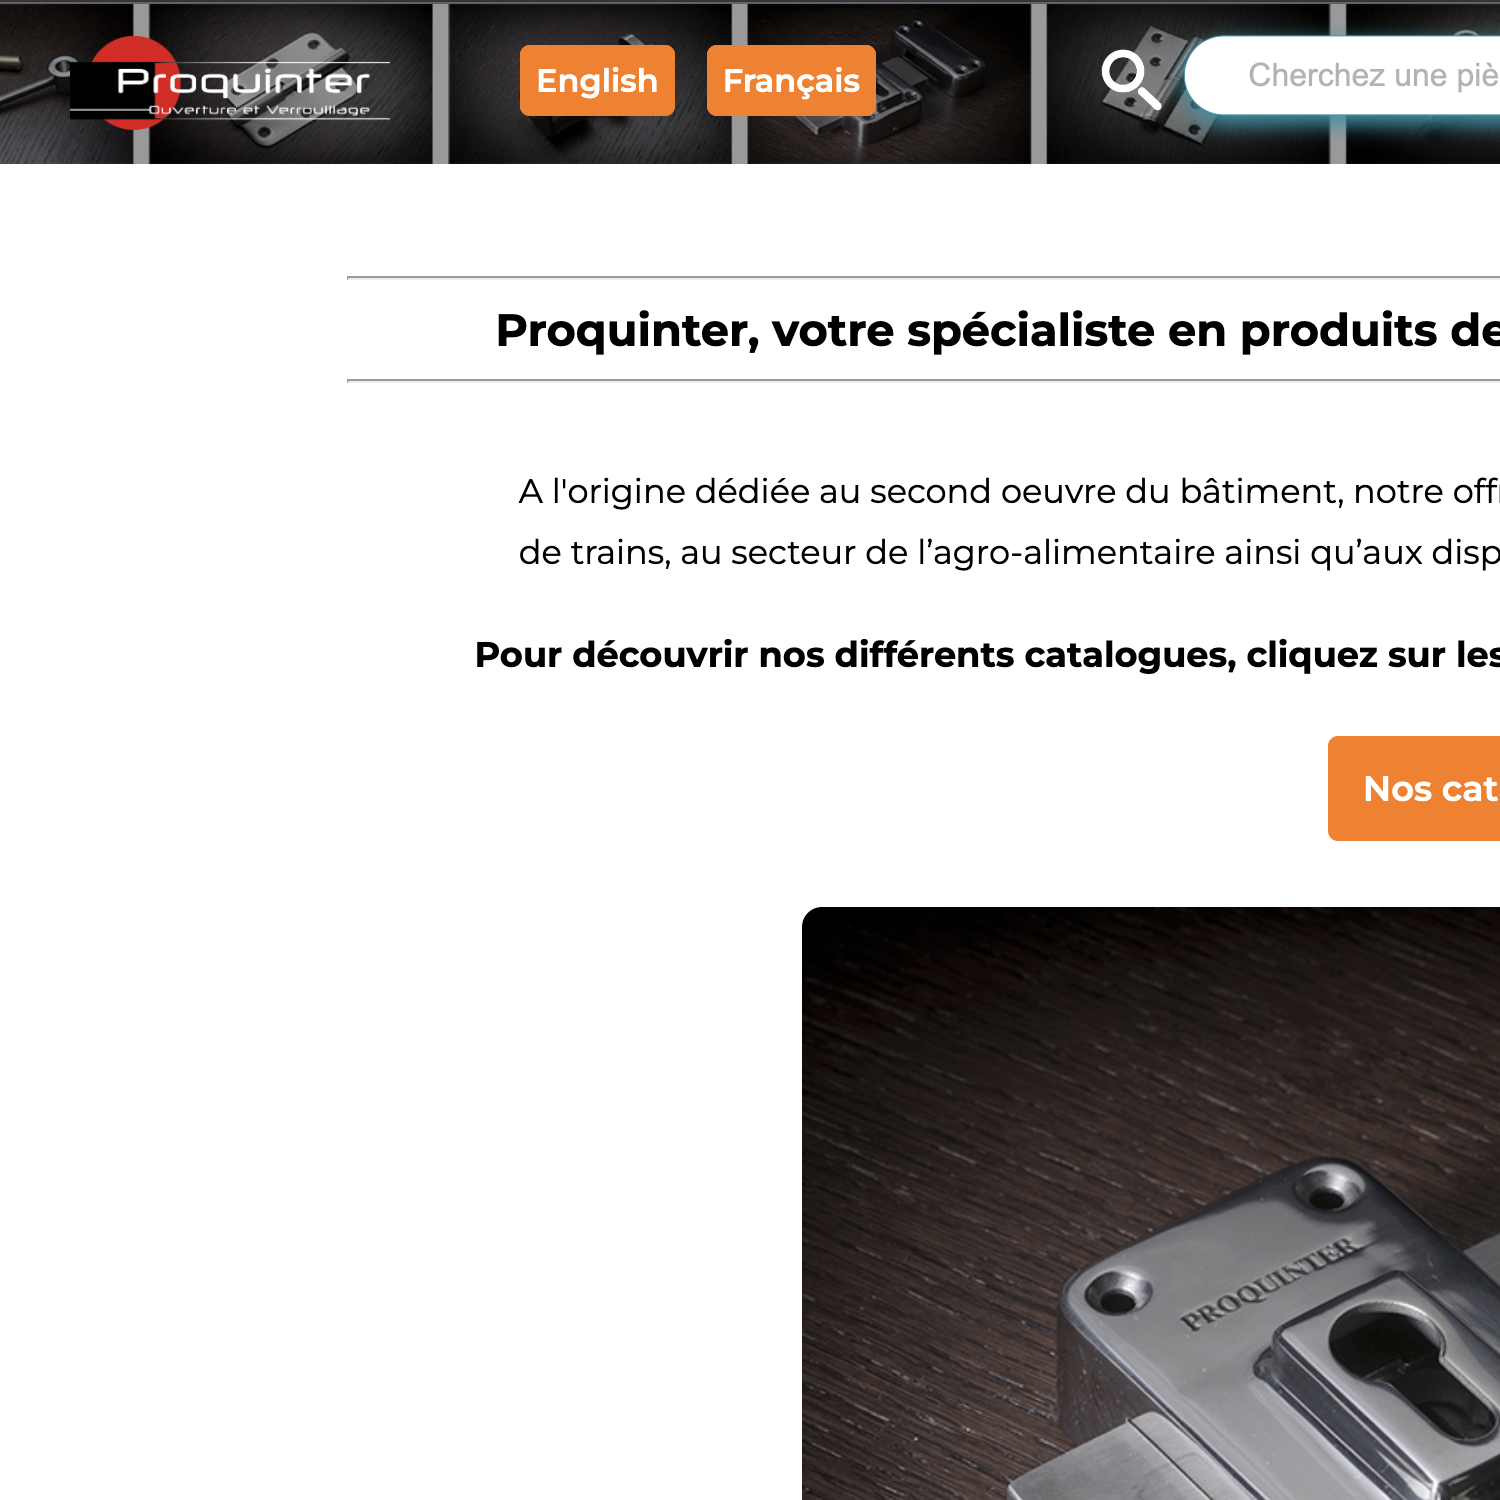 Proquinter
Ouverture et Verrouillage
English
Français
Cherchez une piè
Proquinter, votre spécialiste en produits de
A l'origine dédiée au second oeuvre du bâtiment, notre offr
de trains, au secteur de l’agro-alimentaire ainsi qu’aux disp
Pour découvrir nos différents catalogues, cliquez sur les
Nos cat
PROQUINTER